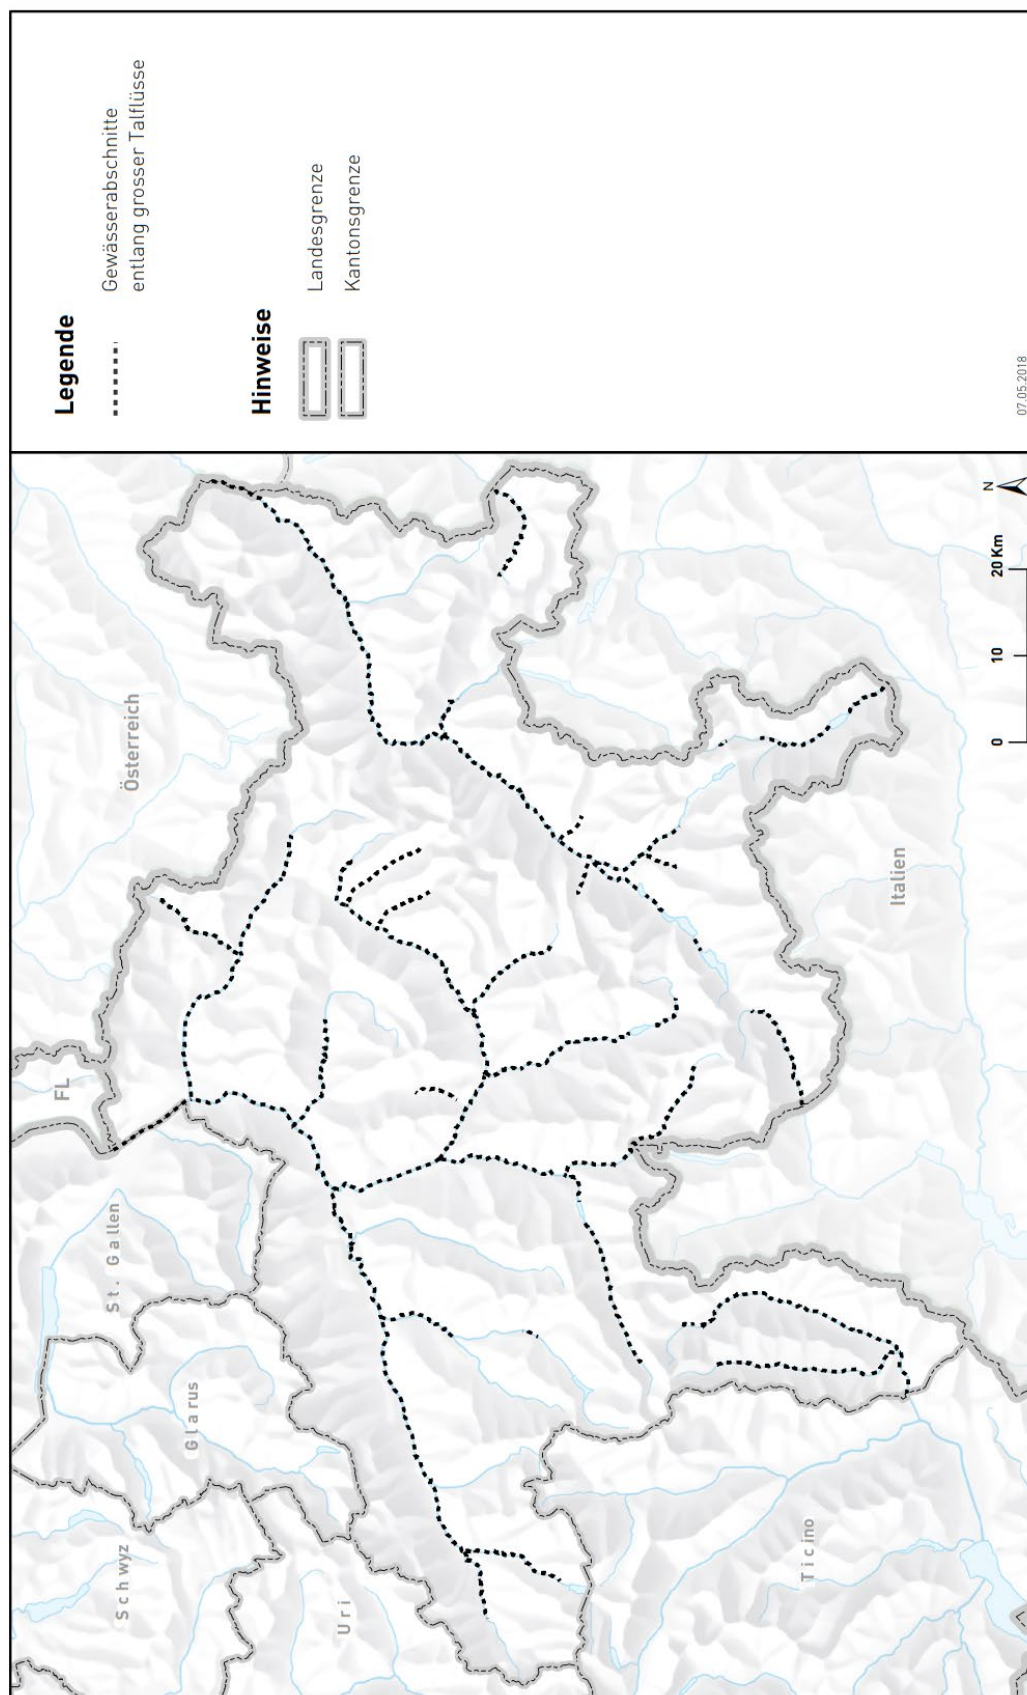 Legende
Gewässerabschnitte
entlang grosser Talflüsse
Hinweise
Landesgrenze
Kantonsgrenze
07.05.2018
Schwyz
Glarus
St. Gallen
FL
Österreich
Uri
Ticino
Italien
0 10 20 Km
N